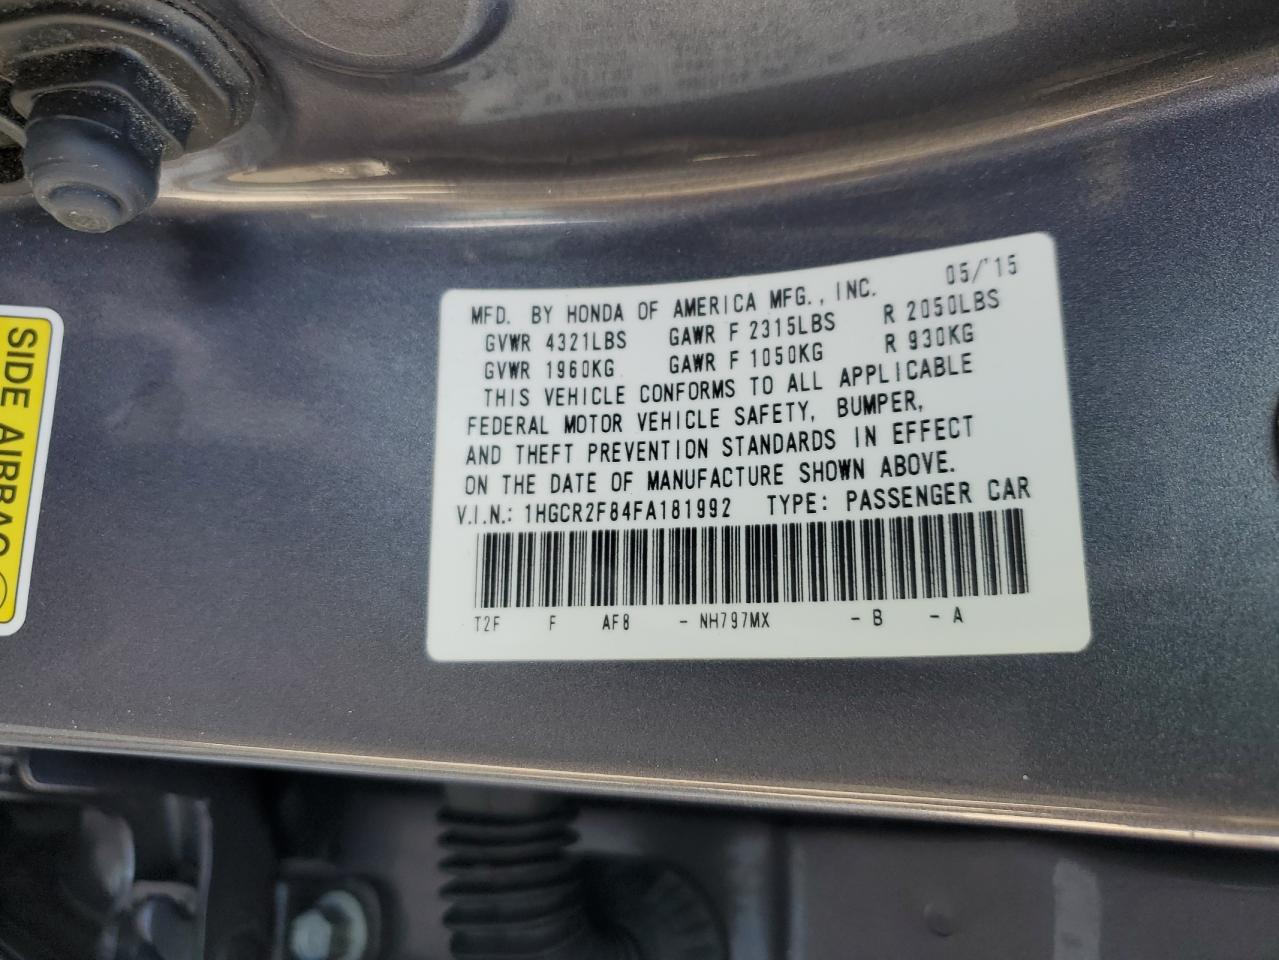 MFD. BY HONDA OF AMERICA MFG., INC. 05/'15
GVWR 4321LBS GAWR F 2315LBS R 2050LBS
GVWR 1960KG GAWR F 1050KG R 930KG
THIS VEHICLE CONFORMS TO ALL APPLICABLE
FEDERAL MOTOR VEHICLE SAFETY, BUMPER,
AND THEFT PREVENTION STANDARDS IN EFFECT
ON THE DATE OF MANUFACTURE SHOWN ABOVE.
V.I.N.: 1HGCR2F84FA181992 TYPE: PASSENGER CAR
T2F F AF8 - NH797MX - B - A
SIDE AIRBAG